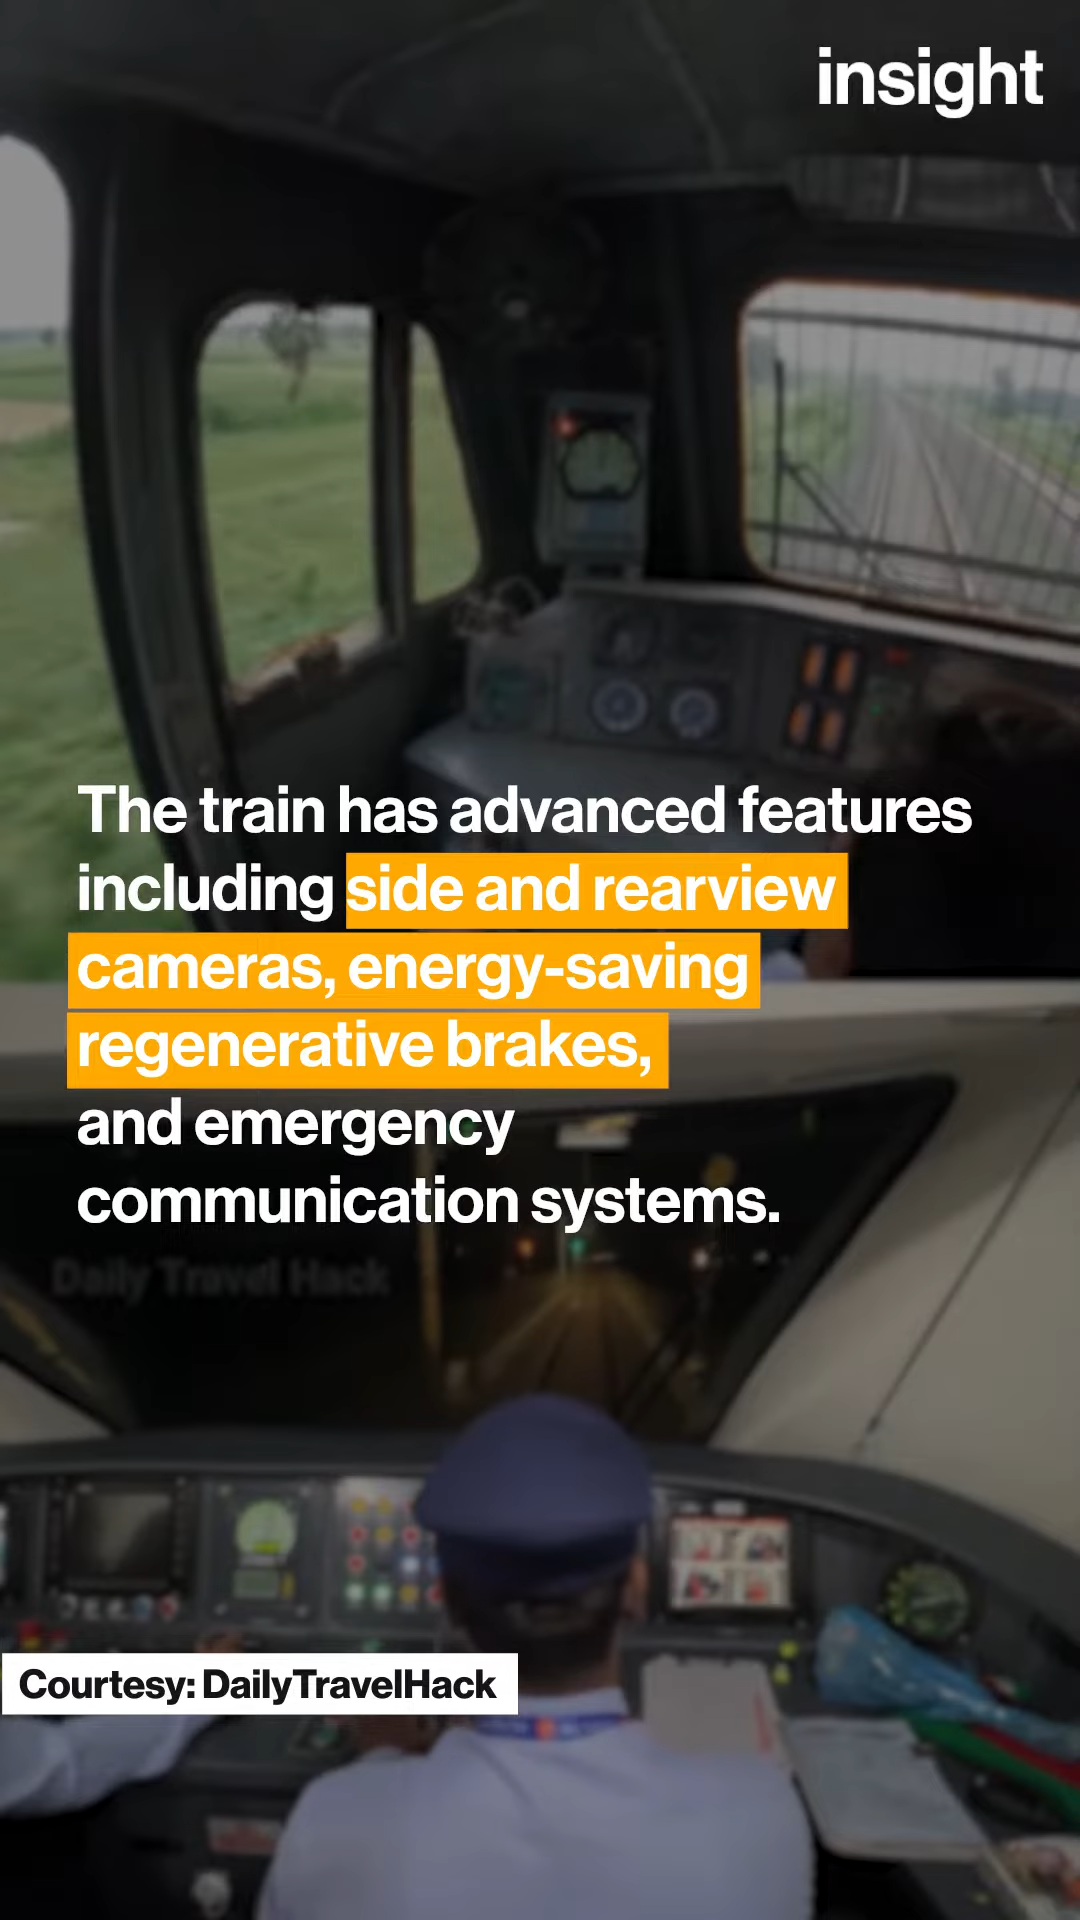 insight
The train has advanced features
including side and rearview
cameras, energy-saving
regenerative brakes,
and emergency
communication systems.
Daily Travel Hack
Courtesy: DailyTravelHack